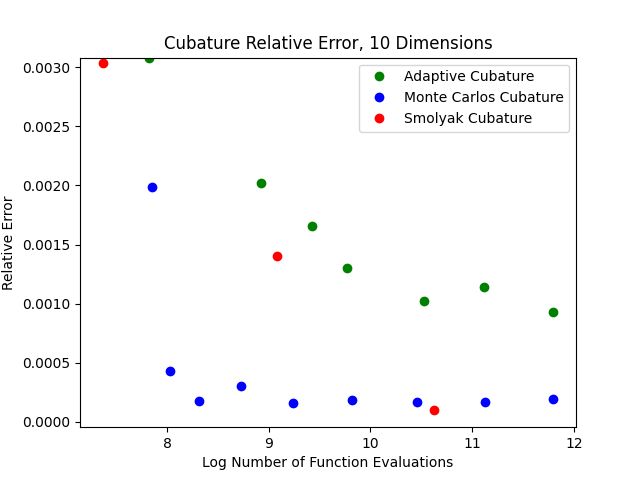 Cubature Relative Error, 10 Dimensions
Adaptive Cubature
Monte Carlos Cubature
Smolyak Cubature
Relative Error
0.0030
0.0025
0.0020
0.0015
0.0010
0.0005
0.0000
8 9 10 11 12
Log Number of Function Evaluations